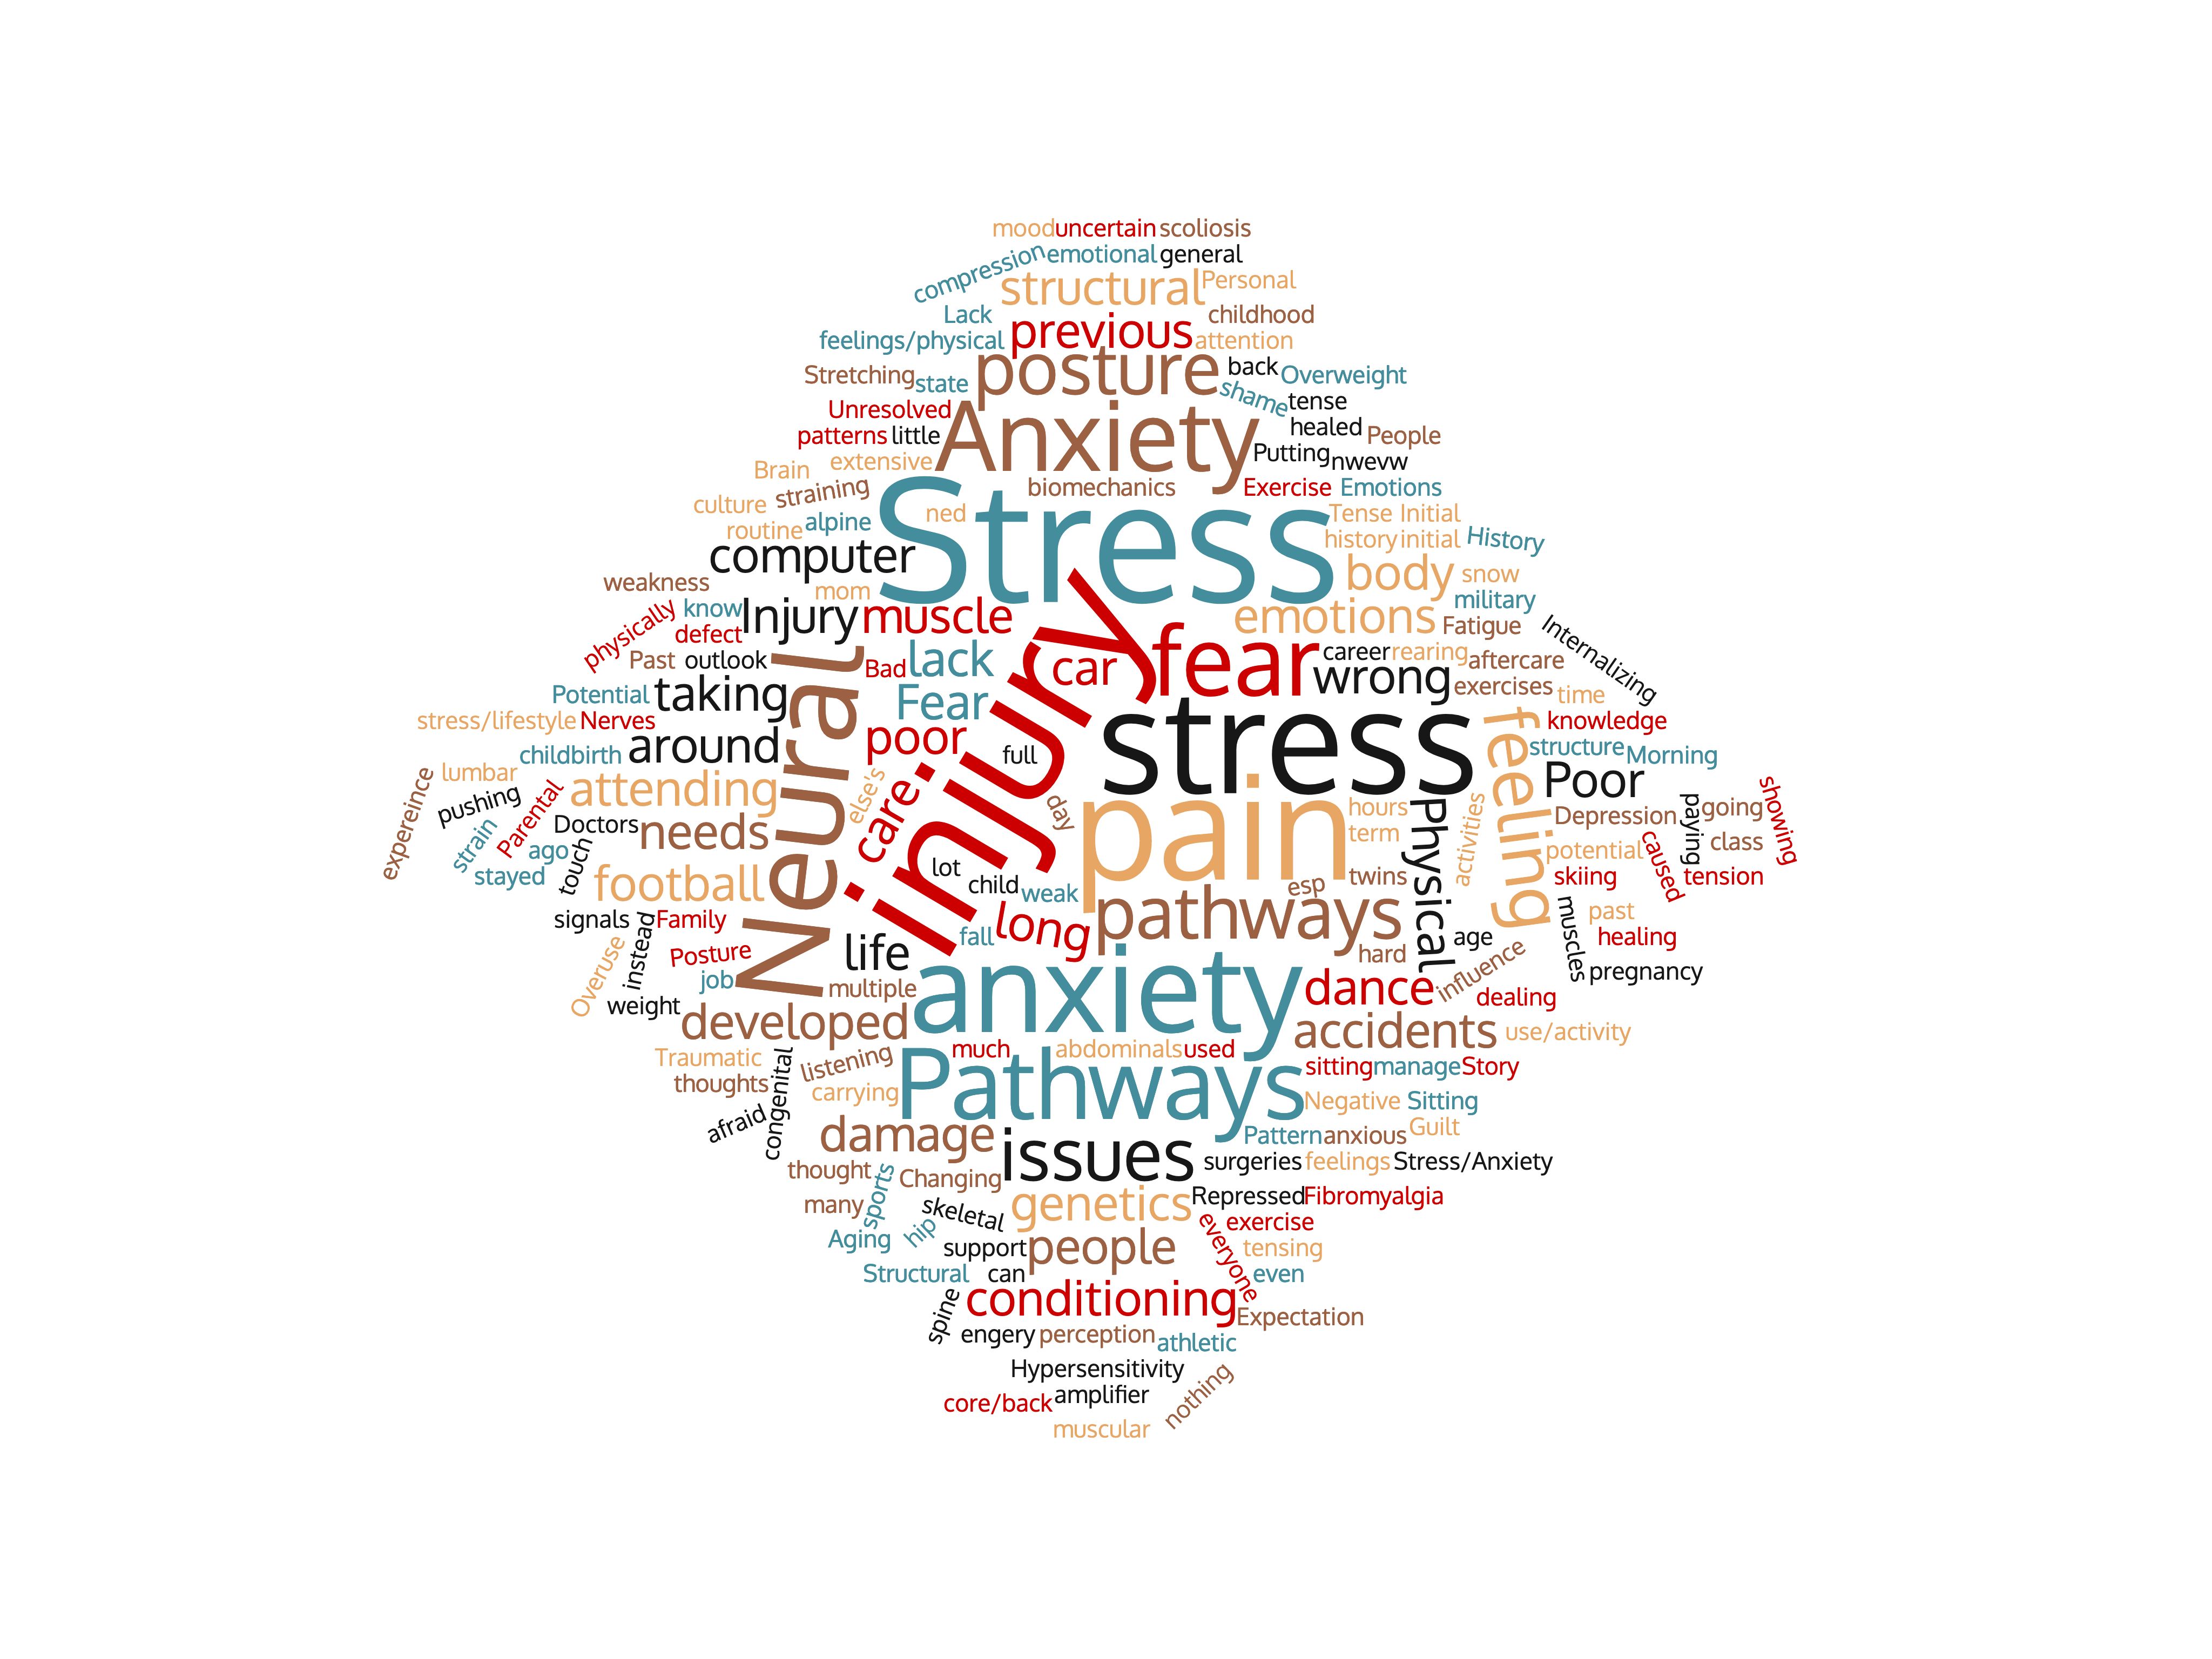 mood uncertain scoliosis
compression emotional general
structural Personal
Lack childhood
feelings/physical previous attention
Stretching state posture back Overweight
shame tense
Unresolved
patterns little Anxiety healed People
Brain extensive Putting nwevw
culture straining biomechanics Exercise Emotions
routine alpine ned Stress Tense Initial
computer history initial History
weakness mom body snow
physically know Injury muscle emotions military
defect Fatigue Internalizing
Past outlook Bad lack car fear career rearing aftercare
Potential taking Fear wrong exercises time
stress/lifestyle Nerves knowledge
childbirth around Neural poor injury full stress feeling structure Morning
expereince lumbar attending else's care. Poor showing
pushing Parental day pain hours Physical activities Depression paying going
strain Doctors needs term class
ago touch potential caused
stayed football lot child weak esp twins skiing tension
signals instead Family long pathways muscles past
Overuse Posture life fall hard age healing
job multiple anxiety influence pregnancy
weight developed dance dealing
accidents use/activity
Traumatic listening much abdominals used
thoughts congenital carrying Pathways sitting manage Story
afraid Negative Sitting
damage issues Pattern anxious Guilt
thought sports Changing surgeries feelings Stress/Anxiety
many skeletal genetics Repressed Fibromyalgia
Aging hip everyone exercise
support people tensing
Structural can even
spine conditioning Expectation
engery perception athletic
Hypersensitivity
core/back amplifier nothing
muscular